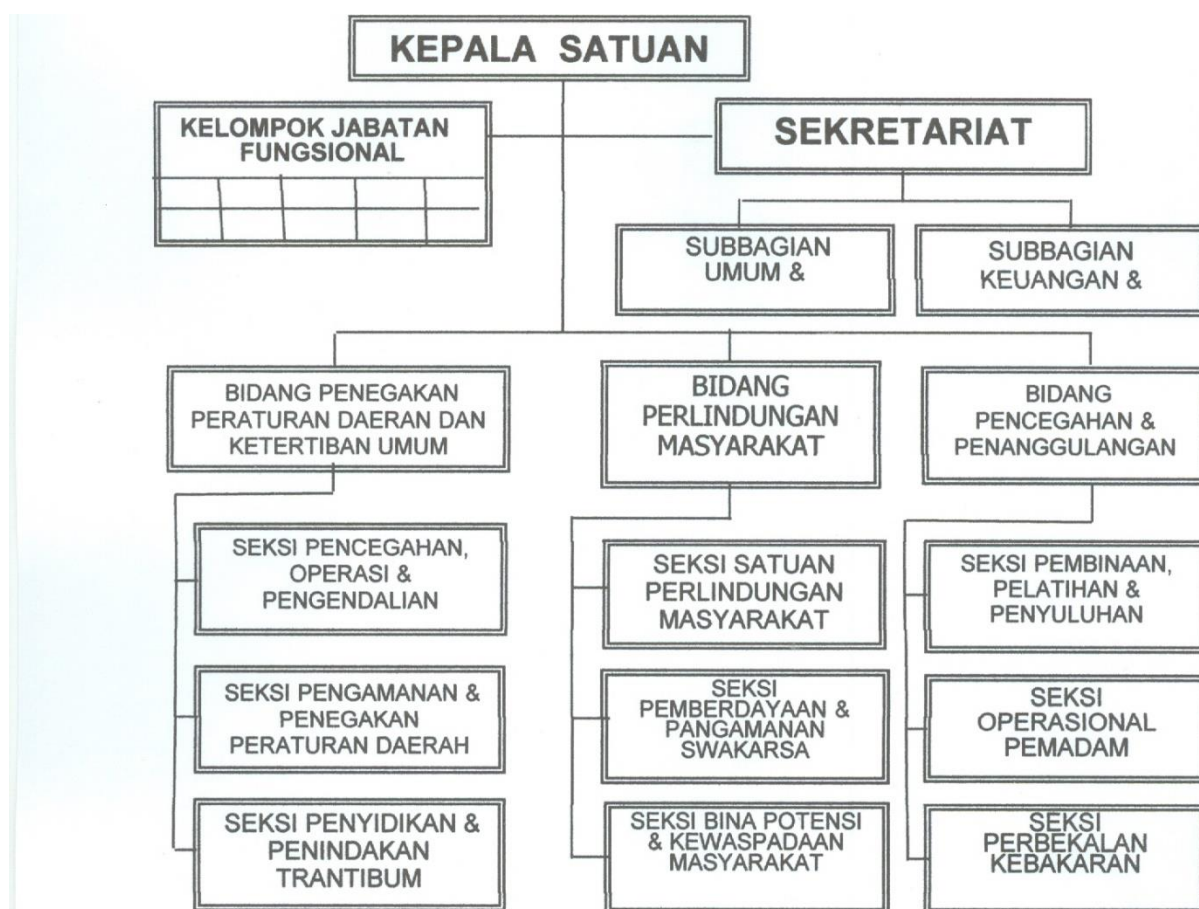 KEPALA SATUAN
KELOMPOK JABATAN
FUNGSIONAL
SEKRETARIAT
SUBBAGIAN
UMUM &
SUBBAGIAN
KEUANGAN &
BIDANG PENEGAKAN
PERATURAN DAERAN DAN
KETERTIBAN UMUM
BIDANG
PERLINDUNGAN
MASYARAKAT
BIDANG
PENCEGAHAN &
PENANGGULANGAN
SEKSI PENCEGAHAN,
OPERASI &
PENGENDALIAN
SEKSI SATUAN
PERLINDUNGAN
MASYARAKAT
SEKSI PEMBINAAN,
PELATIHAN &
PENYULUHAN
SEKSI PENGAMANAN &
PENEGAKAN
PERATURAN DAERAH
SEKSI
PEMBERDAYAAN &
PANGAMANAN
SWAKARSA
SEKSI
OPERASIONAL
PEMADAM
SEKSI PENYIDIKAN &
PENINDAKAN
TRANTIBUM
SEKSI BINA POTENSI
& KEWASPADAAN
MASYARAKAT
SEKSI
PERBEKALAN
KEBAKARAN